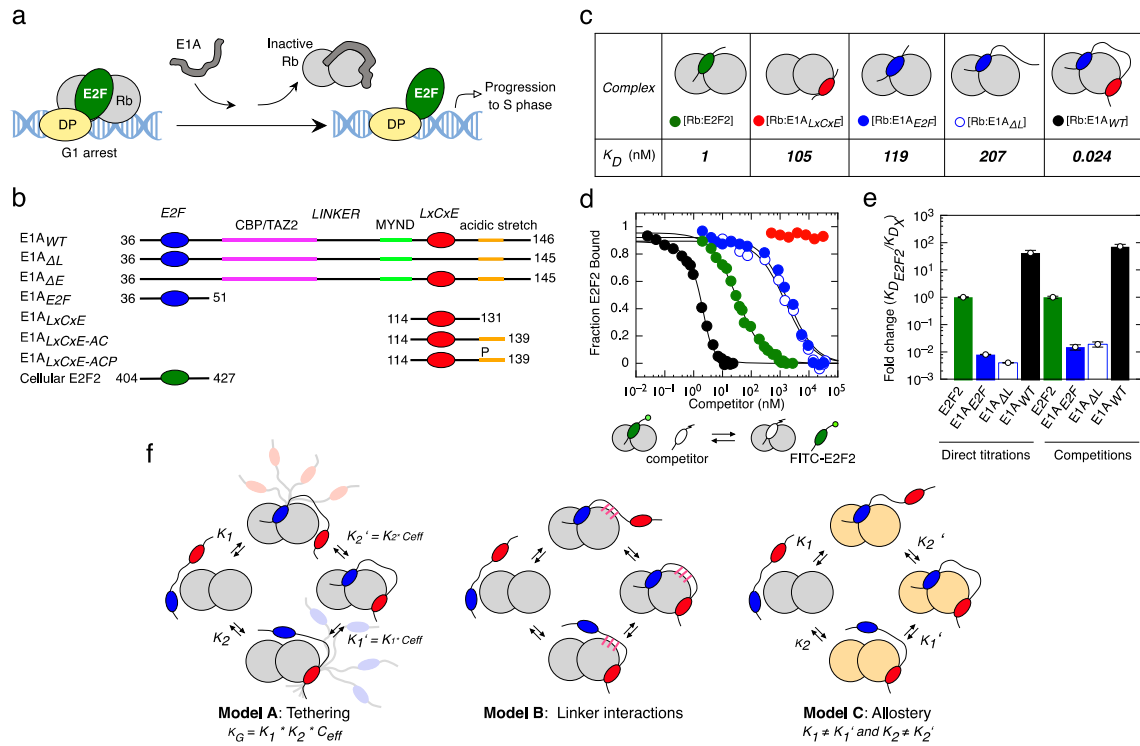 a
E1A
Inactive
Rb
E2F
Rb
DP
G1 arrest
E2F
DP
Progression
to S phase
b
E2F
LINKER
LxCxE
CBP/TAZ2
MYND
acidic stretch
E1AWT 36 146
E1AΔL 36 145
E1AΔE 36 145
E1AE2F 36 51
E1ALxCxE 114 131
E1ALxCxE-AC 114 139
E1ALxCxE-ACP 114 P 139
Cellular E2F2 404 427
c
Complex
[Rb:E2F2] [Rb:E1ALxCxE] [Rb:E1AE2F] [Rb:E1AΔL] [Rb:E1AWT]
KD (nM) 1 105 119 207 0.024
d
Fraction E2F2 Bound
1
0.8
0.6
0.4
0.2
0
10−2 10−1 100 101 102 103 104 105
Competitor (nM)
competitor
FITC-E2F2
e
Fold change (KDE2F2/KDX)
103
102
101
100
10−1
10−2
10−3
E2F2 E1AE2F E1AΔL E1AWT E2F2 E1AE2F E1AΔL E1AWT
Direct titrations
Competitions
f
K1
K2' = K2* Ceff
K2
K1' = K1* Ceff
Model A: Tethering
KG = K1 * K2 * Ceff
Model B: Linker interactions
K1
K2'
K2
K1'
Model C: Allostery
K1 ≠ K1' and K2 ≠ K2'